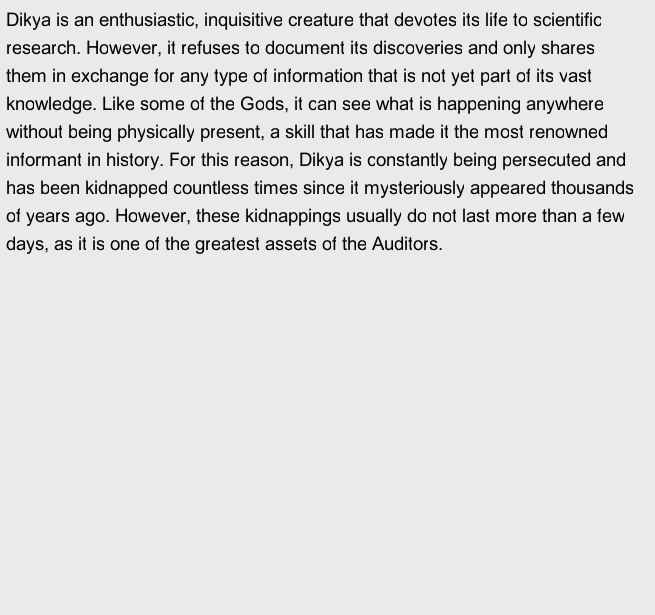 Dikya is an enthusiastic, inquisitive creature that devotes its life to scientific
research. However, it refuses to document its discoveries and only shares
them in exchange for any type of information that is not yet part of its vast
knowledge. Like some of the Gods, it can see what is happening anywhere
without being physically present, a skill that has made it the most renowned
informant in history. For this reason, Dikya is constantly being persecuted and
has been kidnapped countless times since it mysteriously appeared thousands
of years ago. However, these kidnappings usually do not last more than a few
days, as it is one of the greatest assets of the Auditors.